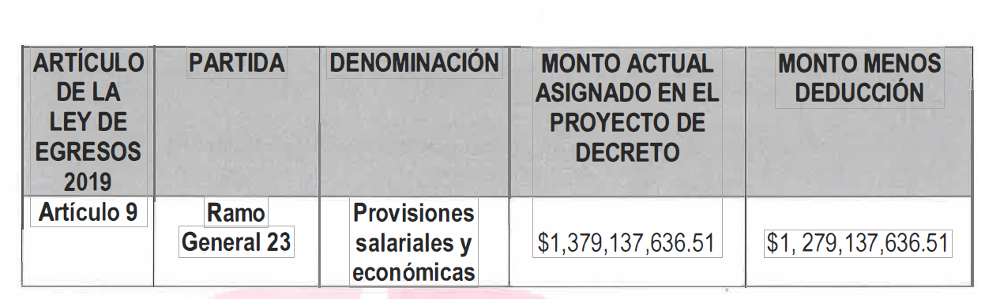 ARTÍCULO
DE LA
LEY DE
EGRESOS
2019
PARTIDA
DENOMINACIÓN
MONTO ACTUAL
ASIGNADO EN EL
PROYECTO DE
DECRETO
MONTO MENOS
DEDUCCIÓN
Artículo 9
Ramo
General 23
Provisiones
salariales y
económicas
$1,379,137,636.51
$1, 279,137,636.51